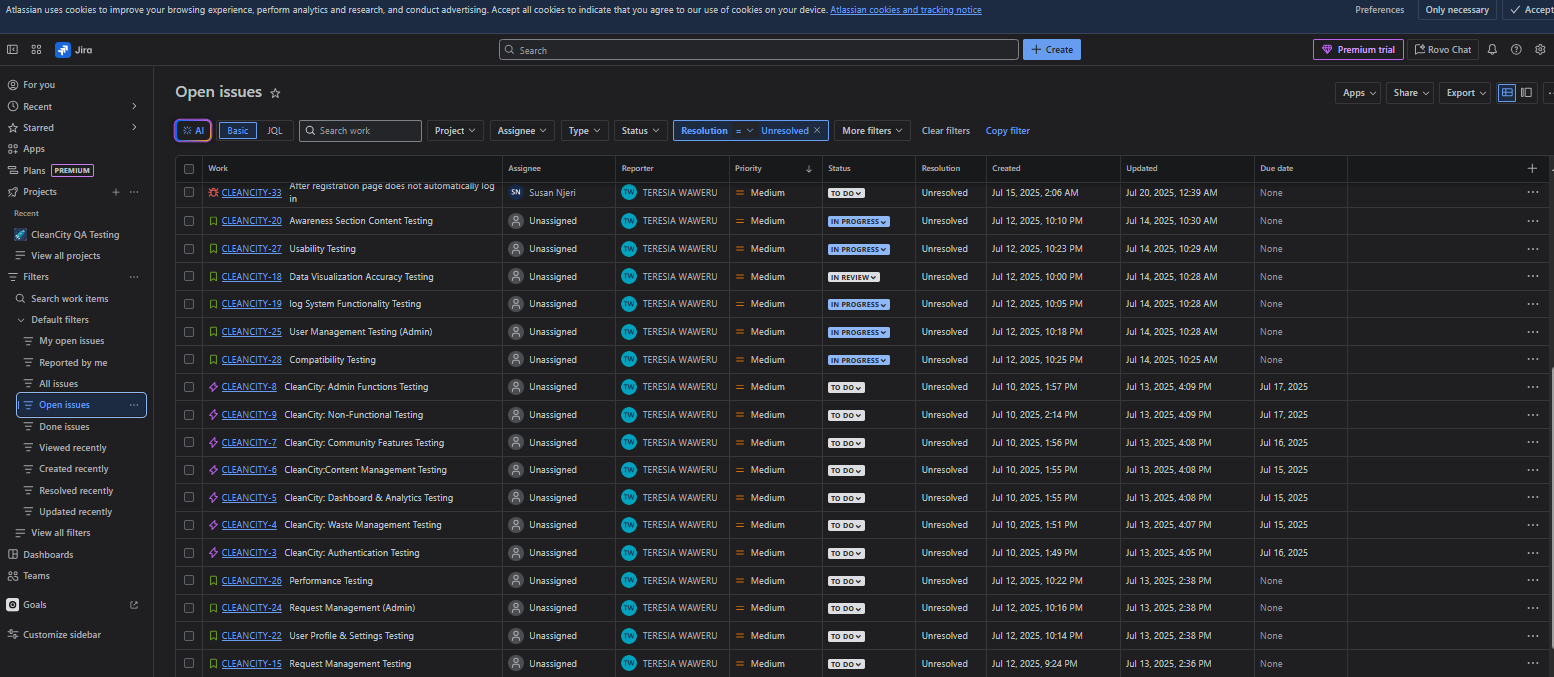 Atlassian uses cookies to improve your browsing experience, perform analytics and research, and conduct advertising. Accept all cookies to indicate that you agree to our use of cookies on your device. Atlassian cookies and tracking notice Preferences Only necessary Accept
Jira Search + Create Premium trial Rovo Chat
For you
Recent
Starred
Apps
Plans PREMIUM
Projects
Recent
CleanCity QA Testing
View all projects
Filters
Search work items
Default filters
My open issues
Reported by me
All issues
Open issues
Done issues
Viewed recently
Created recently
Resolved recently
Updated recently
View all filters
Dashboards
Teams
Goals
Customize sidebar
Open issues Apps Share Export
AI Basic JQL Search work Project Assignee Type Status Resolution = Unresolved More filters Clear filters Copy filter
Work Assignee Reporter Priority Status Resolution Created Updated Due date
CLEANCITY-33 After registration page does not automatically log in SN Susan Njeri TW TERESIA WAWERU Medium TO DO Unresolved Jul 15, 2025, 2:06 AM Jul 20, 2025, 12:39 AM None
CLEANCITY-20 Awareness Section Content Testing Unassigned TW TERESIA WAWERU Medium IN PROGRESS Unresolved Jul 12, 2025, 10:10 PM Jul 14, 2025, 10:30 AM None
CLEANCITY-27 Usability Testing Unassigned TW TERESIA WAWERU Medium IN PROGRESS Unresolved Jul 12, 2025, 10:23 PM Jul 14, 2025, 10:29 AM None
CLEANCITY-18 Data Visualization Accuracy Testing Unassigned TW TERESIA WAWERU Medium IN REVIEW Unresolved Jul 12, 2025, 10:00 PM Jul 14, 2025, 10:28 AM None
CLEANCITY-19 log System Functionality Testing Unassigned TW TERESIA WAWERU Medium IN PROGRESS Unresolved Jul 12, 2025, 10:05 PM Jul 14, 2025, 10:28 AM None
CLEANCITY-25 User Management Testing (Admin) Unassigned TW TERESIA WAWERU Medium IN PROGRESS Unresolved Jul 12, 2025, 10:18 PM Jul 14, 2025, 10:28 AM None
CLEANCITY-28 Compatibility Testing Unassigned TW TERESIA WAWERU Medium IN PROGRESS Unresolved Jul 12, 2025, 10:25 PM Jul 14, 2025, 10:25 AM None
CLEANCITY-8 CleanCity: Admin Functions Testing Unassigned TW TERESIA WAWERU Medium TO DO Unresolved Jul 10, 2025, 1:57 PM Jul 13, 2025, 4:09 PM Jul 17, 2025
CLEANCITY-9 CleanCity: Non-Functional Testing Unassigned TW TERESIA WAWERU Medium TO DO Unresolved Jul 10, 2025, 2:14 PM Jul 13, 2025, 4:09 PM Jul 17, 2025
CLEANCITY-7 CleanCity: Community Features Testing Unassigned TW TERESIA WAWERU Medium TO DO Unresolved Jul 10, 2025, 1:56 PM Jul 13, 2025, 4:08 PM Jul 16, 2025
CLEANCITY-6 CleanCity:Content Management Testing Unassigned TW TERESIA WAWERU Medium TO DO Unresolved Jul 10, 2025, 1:55 PM Jul 13, 2025, 4:08 PM Jul 15, 2025
CLEANCITY-5 CleanCity: Dashboard & Analytics Testing Unassigned TW TERESIA WAWERU Medium TO DO Unresolved Jul 10, 2025, 1:55 PM Jul 13, 2025, 4:08 PM Jul 15, 2025
CLEANCITY-4 CleanCity: Waste Management Testing Unassigned TW TERESIA WAWERU Medium TO DO Unresolved Jul 10, 2025, 1:51 PM Jul 13, 2025, 4:07 PM Jul 15, 2025
CLEANCITY-3 CleanCity: Authentication Testing Unassigned TW TERESIA WAWERU Medium TO DO Unresolved Jul 10, 2025, 1:49 PM Jul 13, 2025, 4:05 PM Jul 16, 2025
CLEANCITY-26 Performance Testing Unassigned TW TERESIA WAWERU Medium TO DO Unresolved Jul 12, 2025, 10:22 PM Jul 13, 2025, 2:38 PM None
CLEANCITY-24 Request Management (Admin) Unassigned TW TERESIA WAWERU Medium TO DO Unresolved Jul 12, 2025, 10:16 PM Jul 13, 2025, 2:38 PM None
CLEANCITY-22 User Profile & Settings Testing Unassigned TW TERESIA WAWERU Medium TO DO Unresolved Jul 12, 2025, 10:14 PM Jul 13, 2025, 2:38 PM None
CLEANCITY-15 Request Management Testing Unassigned TW TERESIA WAWERU Medium TO DO Unresolved Jul 12, 2025, 9:24 PM Jul 13, 2025, 2:36 PM None